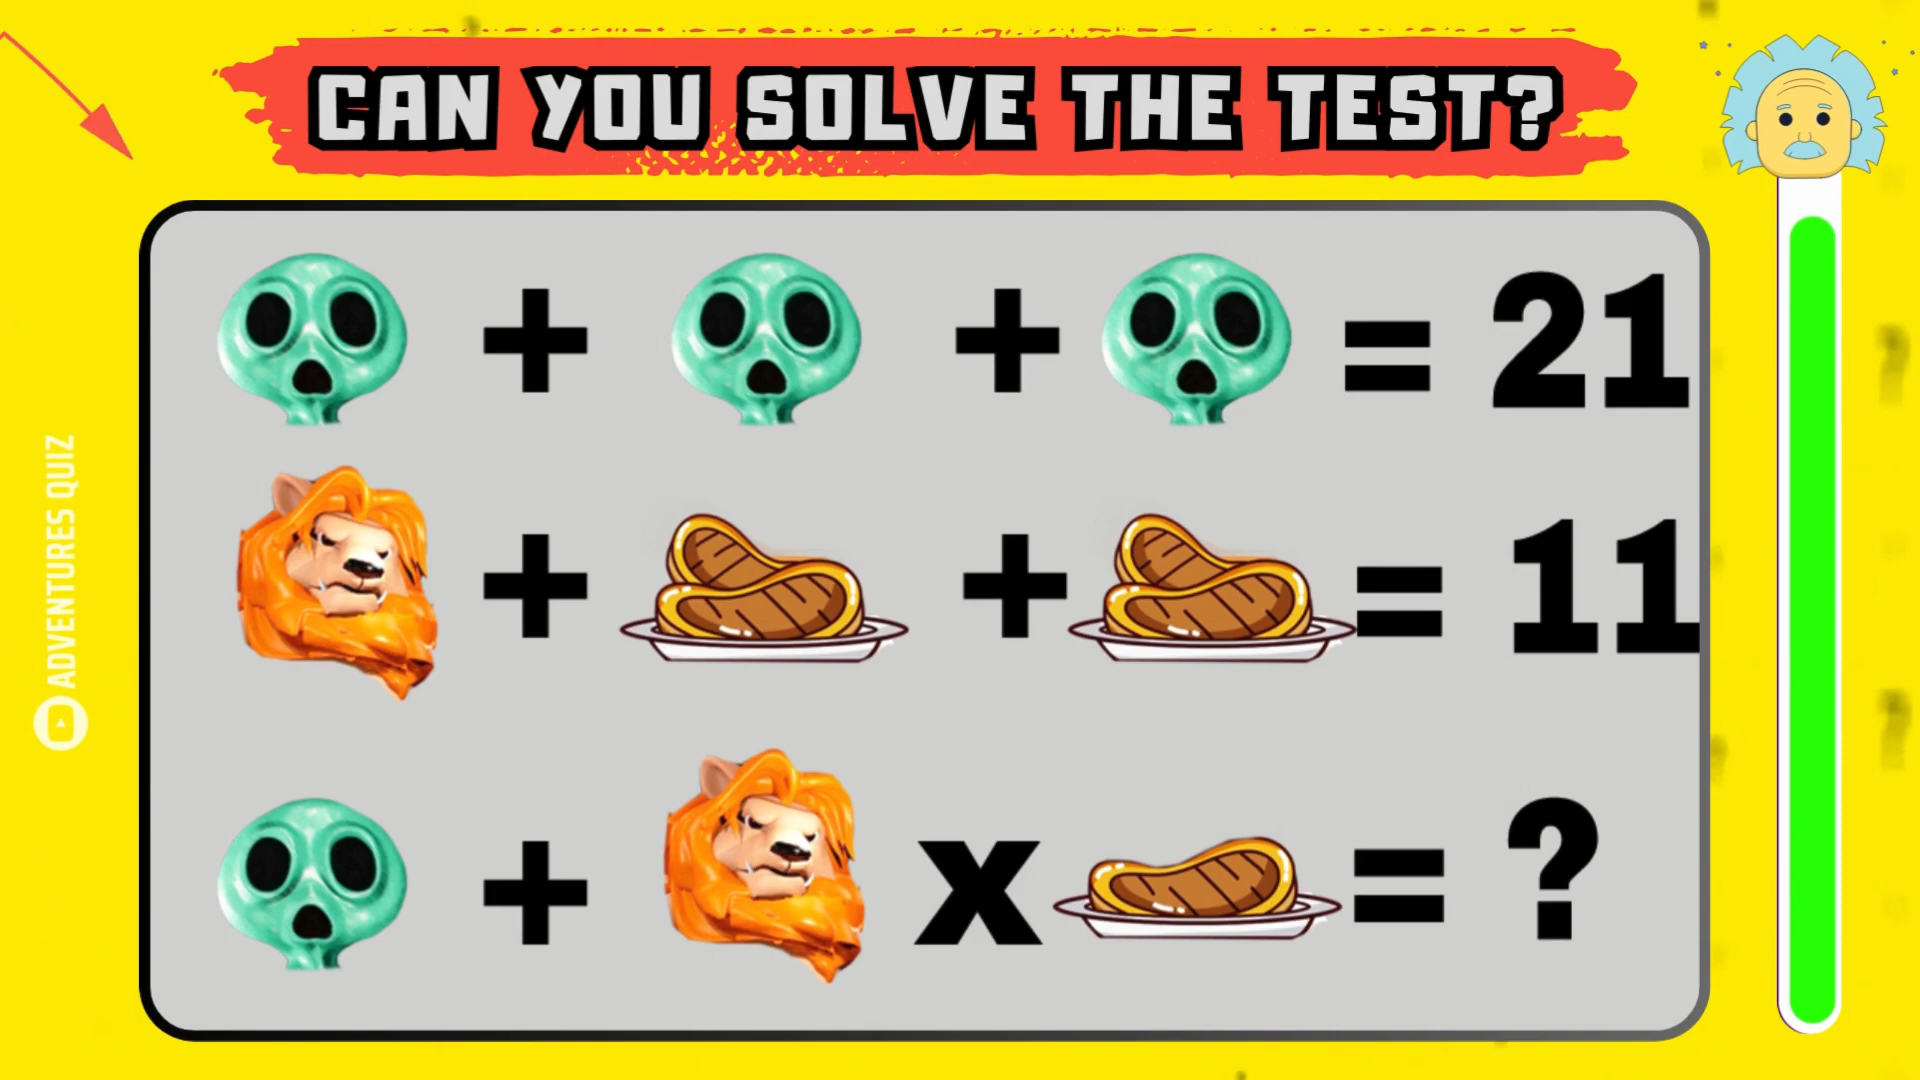 CAN YOU SOLVE THE TEST?
+ + = 21
+ + = 11
+ x = ?
ADVENTURES QUIZ